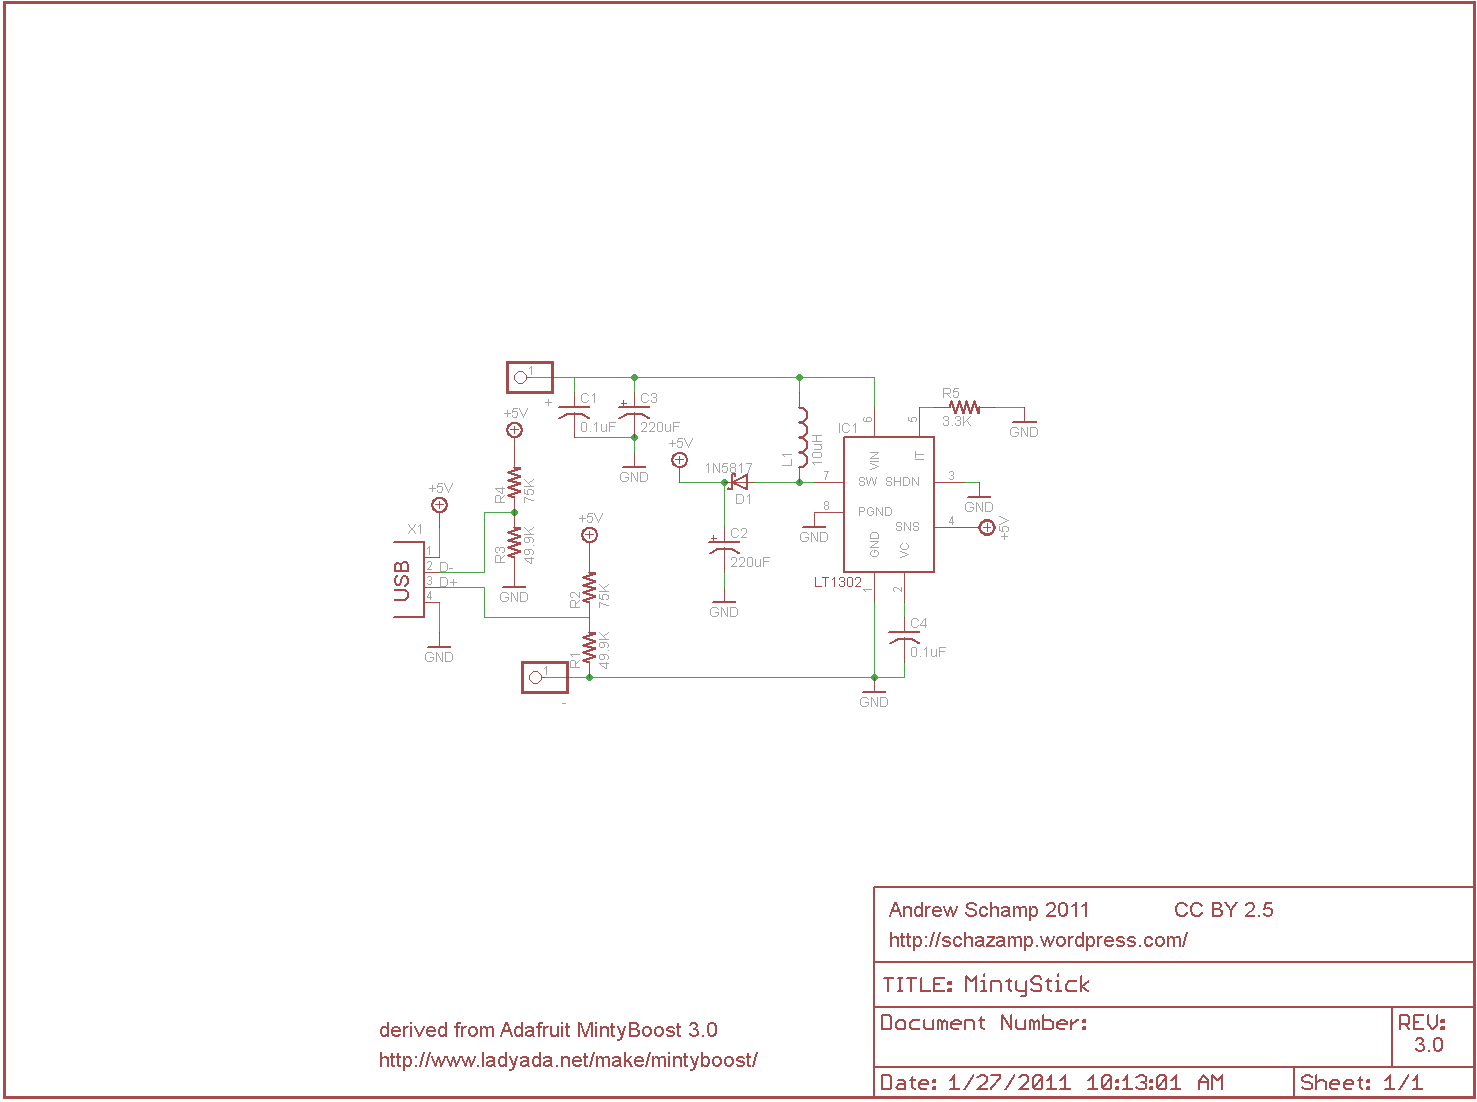 1
+
C1
0.1uF
+
C3
220uF
GND
+5V
R4
75K
R3
49.9K
GND
+5V
X1
USB
1
2 D-
3 D+
4
GND
+5V
R2
75K
R1
49.9K
1
-
+5V
1N5817
D1
+
C2
220uF
GND
L1
10uH
IC1
LT1302
6
VIN
5
IT
R5
3.3K
GND
7
SW
SHDN
3
GND
8
PGND
GND
SNS
4
+5V
GND
1
VC
2
C4
0.1uF
GND
Andrew Schamp 2011 CC BY 2.5
http://schazamp.wordpress.com/
TITLE: MintyStick
Document Number:
REV:
3.0
Date: 1/27/2011 10:13:01 AM
Sheet: 1/1
derived from Adafruit MintyBoost 3.0
http://www.ladyada.net/make/mintyboost/